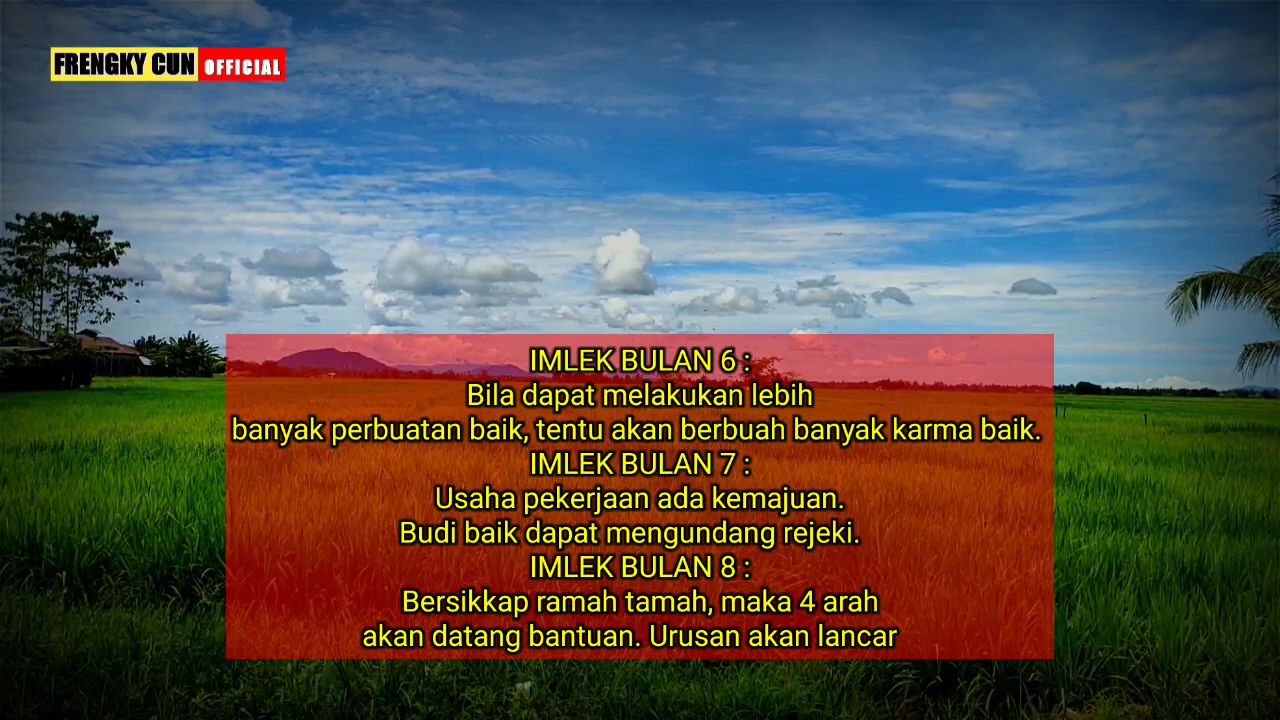 FRENGKY CUN OFFICIAL
IMLEK BULAN 6 :
Bila dapat melakukan lebih
banyak perbuatan baik, tentu akan berbuah banyak karma baik.
IMLEK BULAN 7 :
Usaha pekerjaan ada kemajuan.
Budi baik dapat mengundang rejeki.
IMLEK BULAN 8 :
Bersikkap ramah tamah, maka 4 arah
akan datang bantuan. Urusan akan lancar